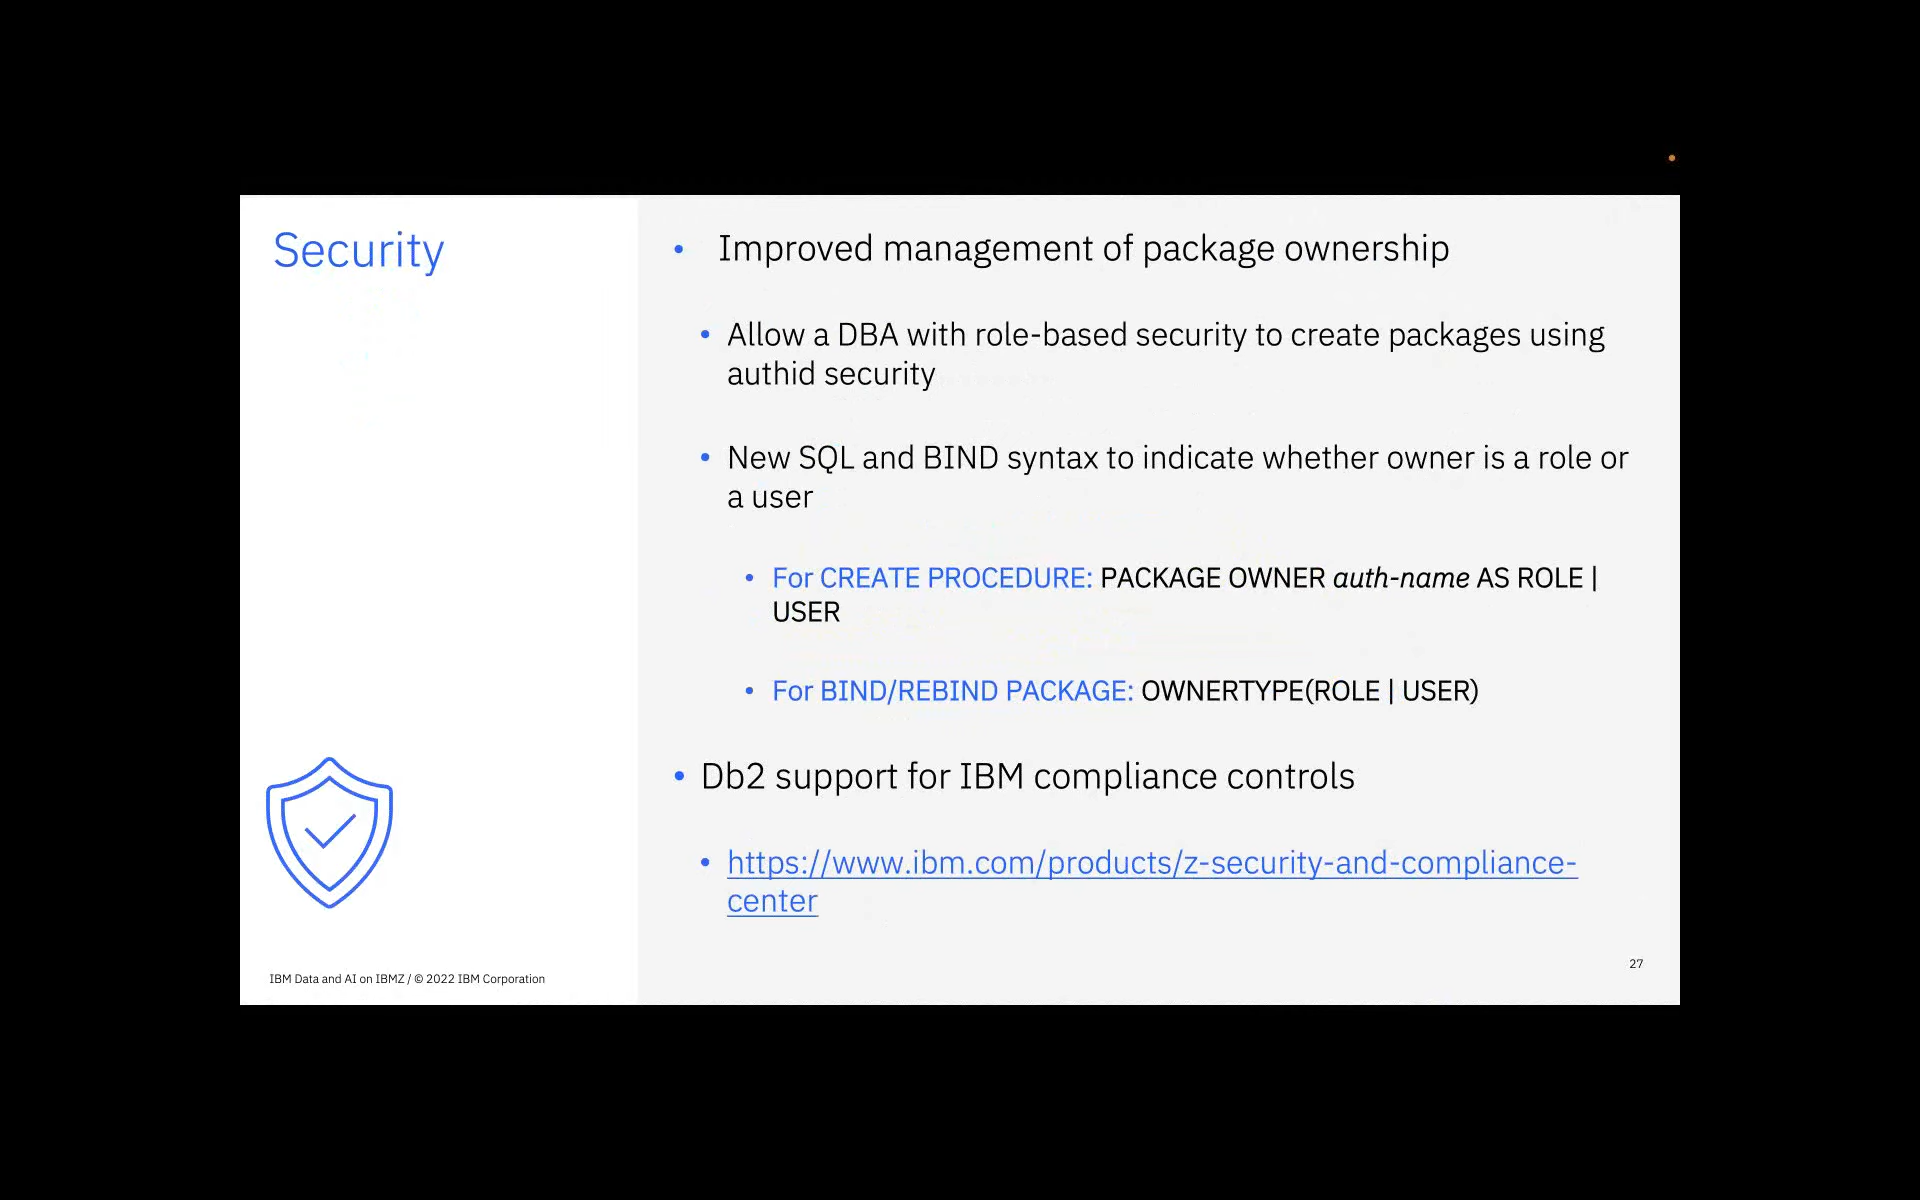 Security
• Improved management of package ownership
• Allow a DBA with role-based security to create packages using
authid security
• New SQL and BIND syntax to indicate whether owner is a role or
a user
• For CREATE PROCEDURE: PACKAGE OWNER auth-name AS ROLE |
USER
• For BIND/REBIND PACKAGE: OWNERTYPE(ROLE | USER)
• Db2 support for IBM compliance controls
• https://www.ibm.com/products/z-security-and-compliance-
center
27
IBM Data and AI on IBMZ / © 2022 IBM Corporation